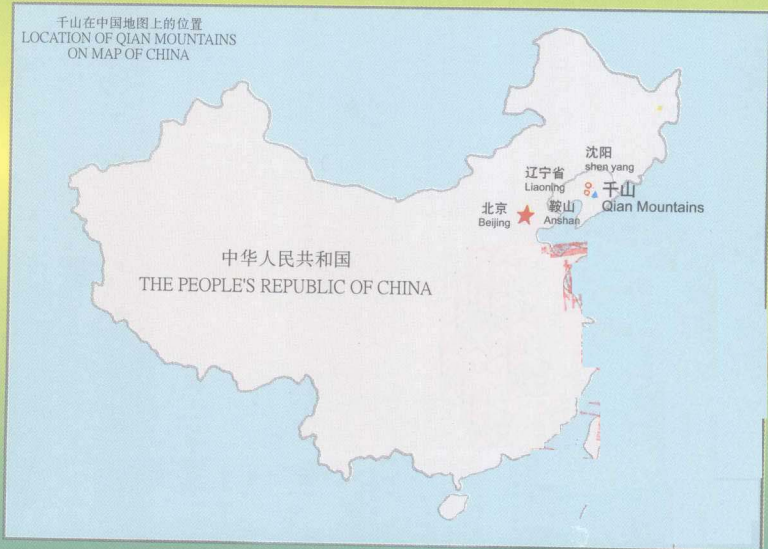 千山在中国地图上的位置
LOCATION OF QIAN MOUNTAINS
ON MAP OF CHINA
沈阳
shen yang
辽宁省
Liaoning
千山
Qian Mountains
北京
Beijing
鞍山
Anshan
中华人民共和国
THE PEOPLE'S REPUBLIC OF CHINA